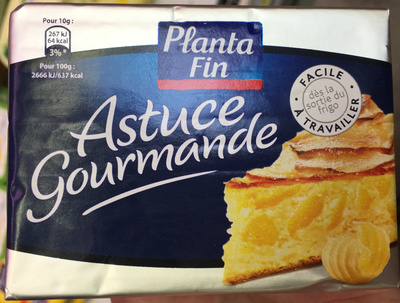 Pour 10g :
267 kJ
64 kcal
3% *
Pour 100g :
2666 kJ/637 kcal
Planta
Fin
Astuce
Gourmande
FACILE
dès la
sortie du
frigo
À TRAVAILLER